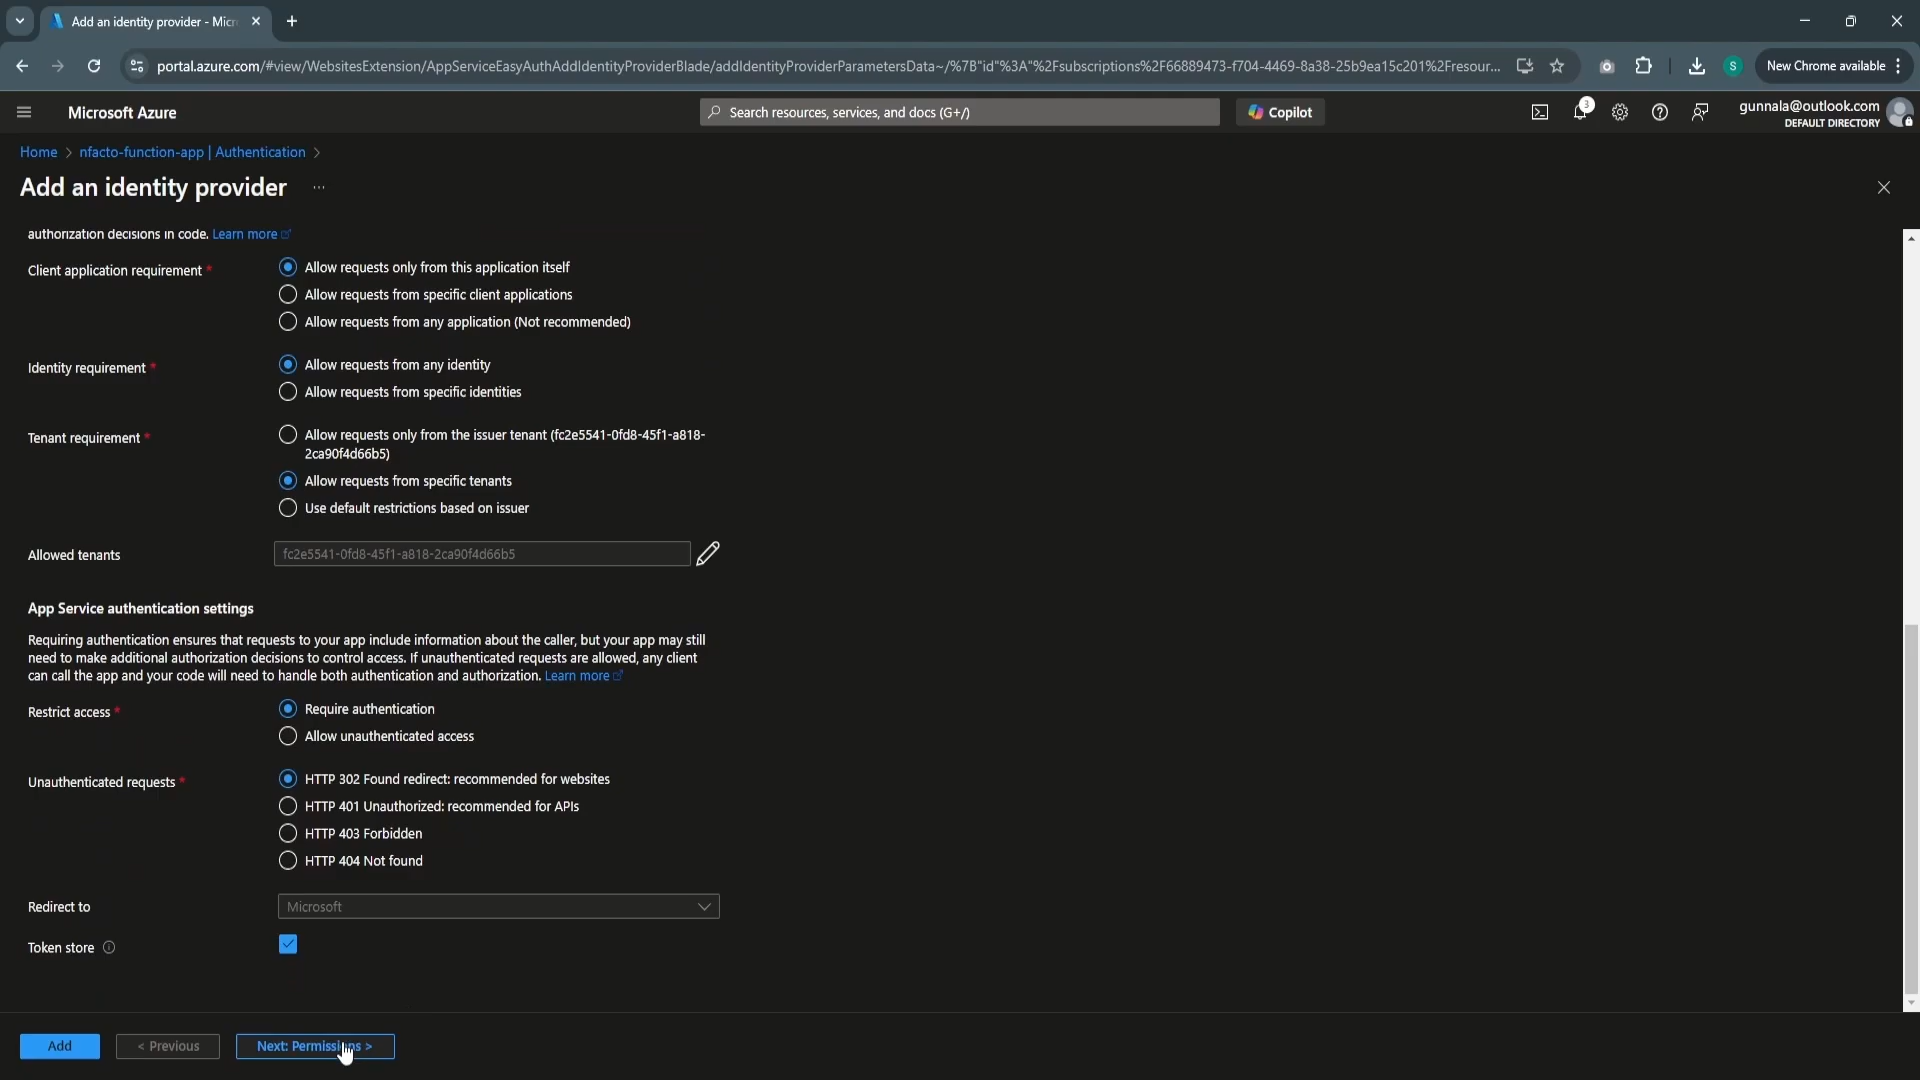 Add an identity provider - Micr
portal.azure.com/#view/WebsitesExtension/AppServiceEasyAuthAddIdentityProviderBlade/addIdentityProviderParametersData~/%7B"id"%3A"%2Fsubscriptions%2F66889473-f704-4469-8a38-25b9ea15c201%2Fresour...
S
New Chrome available
Microsoft Azure
Search resources, services, and docs (G+/)
Copilot
3
gunnala@outlook.com
DEFAULT DIRECTORY
Home > nfacto-function-app | Authentication >
Add an identity provider ...
authorization decisions in code. Learn more
Client application requirement *
Allow requests only from this application itself
Allow requests from specific client applications
Allow requests from any application (Not recommended)
Identity requirement *
Allow requests from any identity
Allow requests from specific identities
Tenant requirement *
Allow requests only from the issuer tenant (fc2e5541-0fd8-45f1-a818-
2ca90f4d66b5)
Allow requests from specific tenants
Use default restrictions based on issuer
Allowed tenants
fc2e5541-0fd8-45f1-a818-2ca90f4d66b5
App Service authentication settings
Requiring authentication ensures that requests to your app include information about the caller, but your app may still
need to make additional authorization decisions to control access. If unauthenticated requests are allowed, any client
can call the app and your code will need to handle both authentication and authorization. Learn more
Restrict access *
Require authentication
Allow unauthenticated access
Unauthenticated requests *
HTTP 302 Found redirect: recommended for websites
HTTP 401 Unauthorized: recommended for APIs
HTTP 403 Forbidden
HTTP 404 Not found
Redirect to
Microsoft
Token store
Add
< Previous
Next: Permissions >